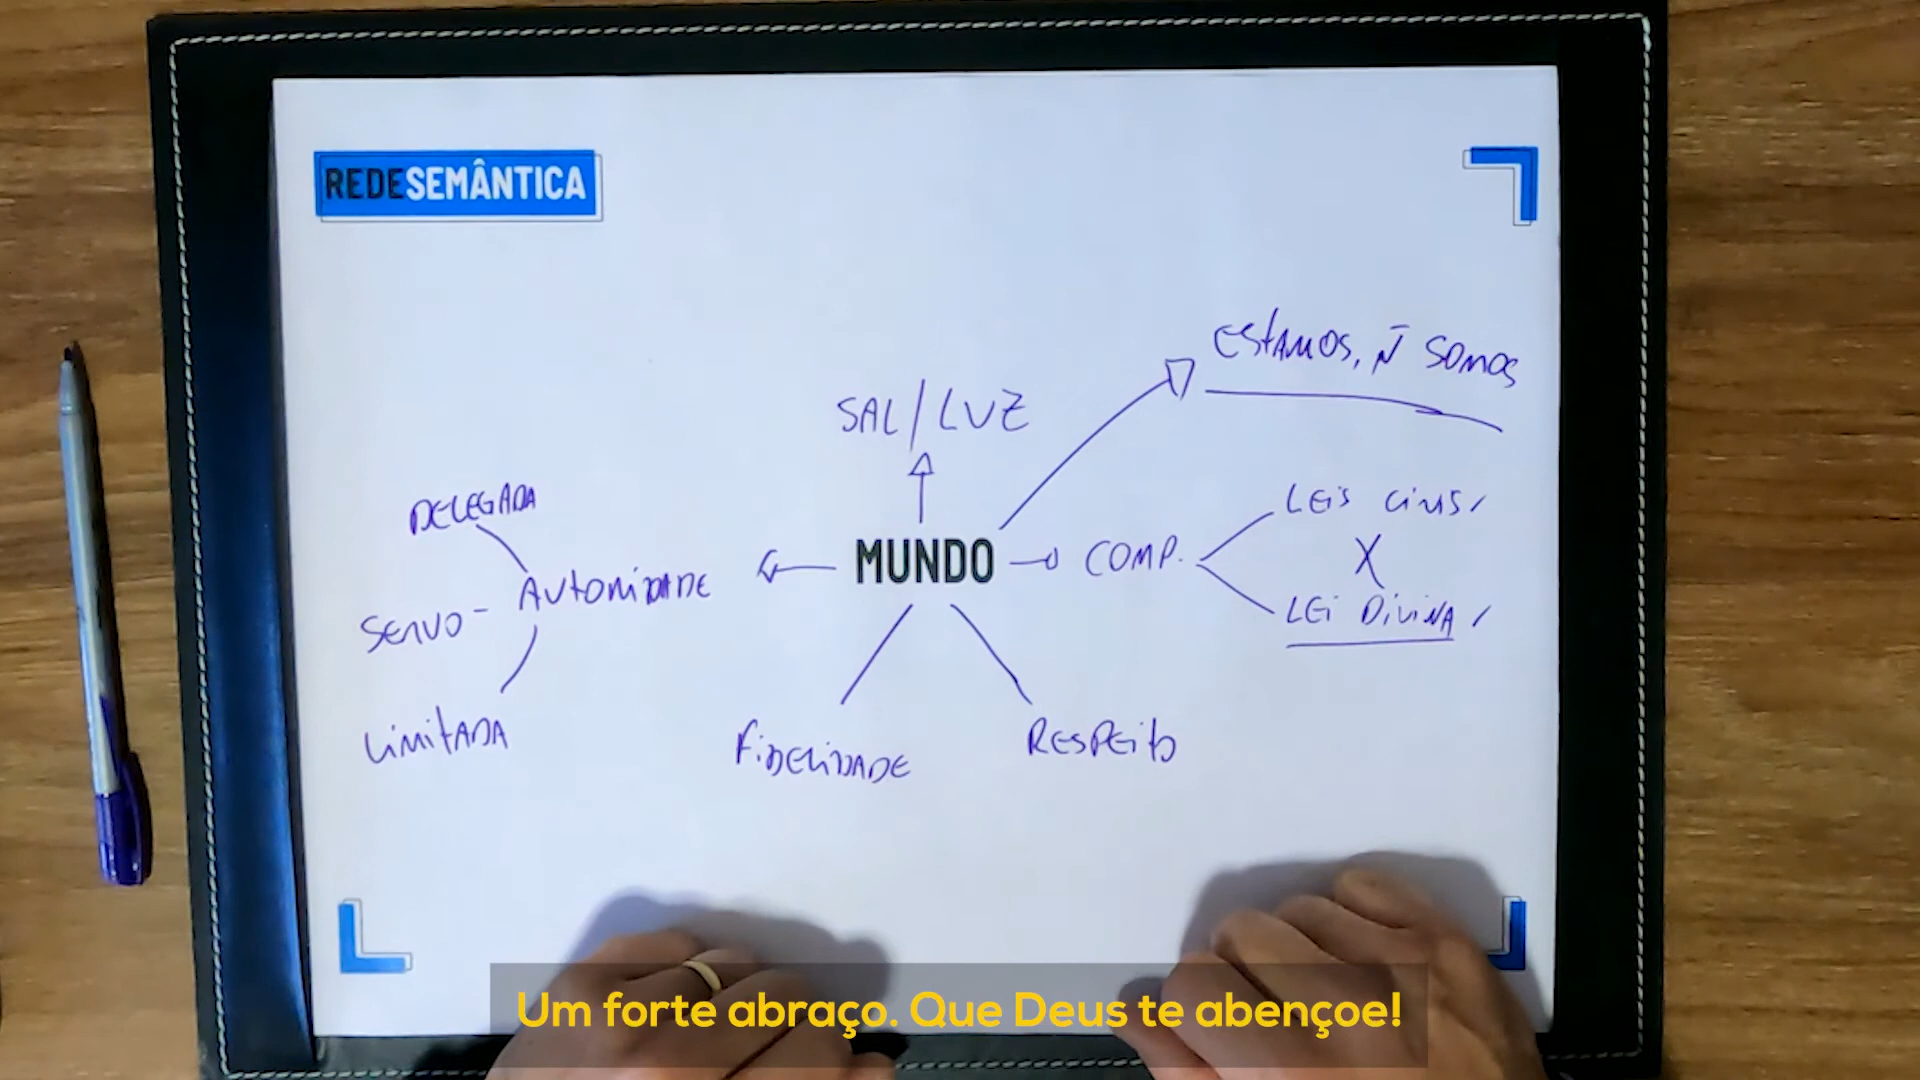 REDESEMÂNTICA
ESTAMOS, Ñ SOMOS
SAL/LUZ
DELEGADA
LEIS CIVIS
MUNDO
COMP.
X
AUTORIDADE
SERVO-
LEI DIVINA
LIMITADA
FIDELIDADE
RESPEITO
Um forte abraço. Que Deus te abençoe!